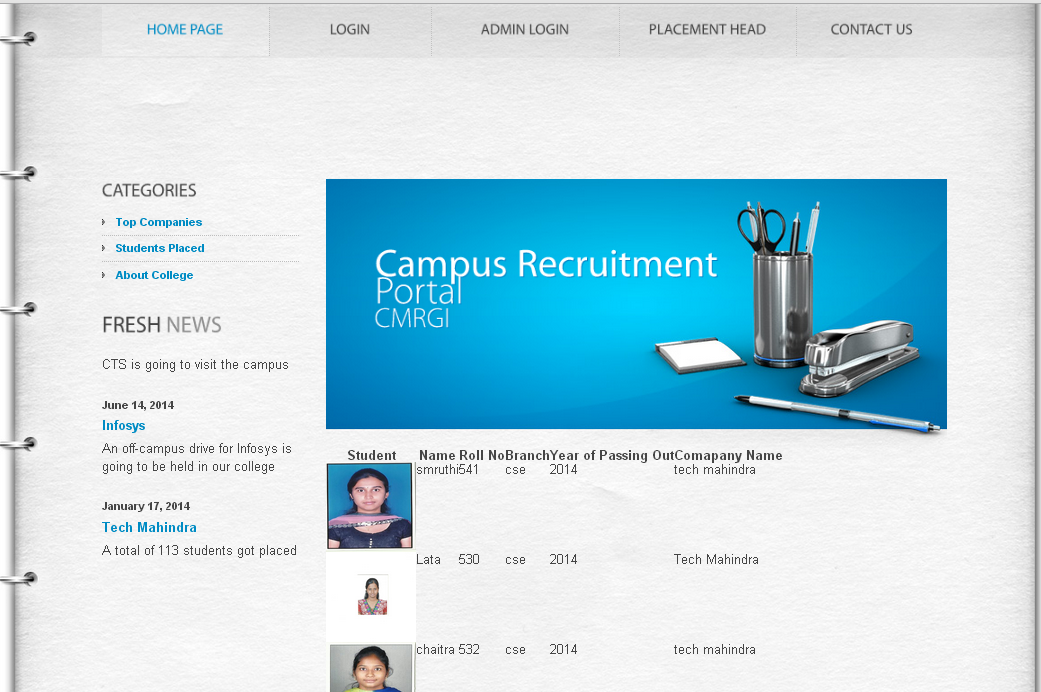 HOME PAGE LOGIN ADMIN LOGIN PLACEMENT HEAD CONTACT US
CATEGORIES
Top Companies
Students Placed
About College
FRESH NEWS
CTS is going to visit the campus
June 14, 2014
Infosys
An off-campus drive for Infosys is
going to be held in our college
January 17, 2014
Tech Mahindra
A total of 113 students got placed
Campus Recruitment
Portal
CMRGI
Student Name Roll No Branch Year of Passing Out Comapany Name
smruthi 541 cse 2014 tech mahindra
Lata 530 cse 2014 Tech Mahindra
chaitra 532 cse 2014 tech mahindra